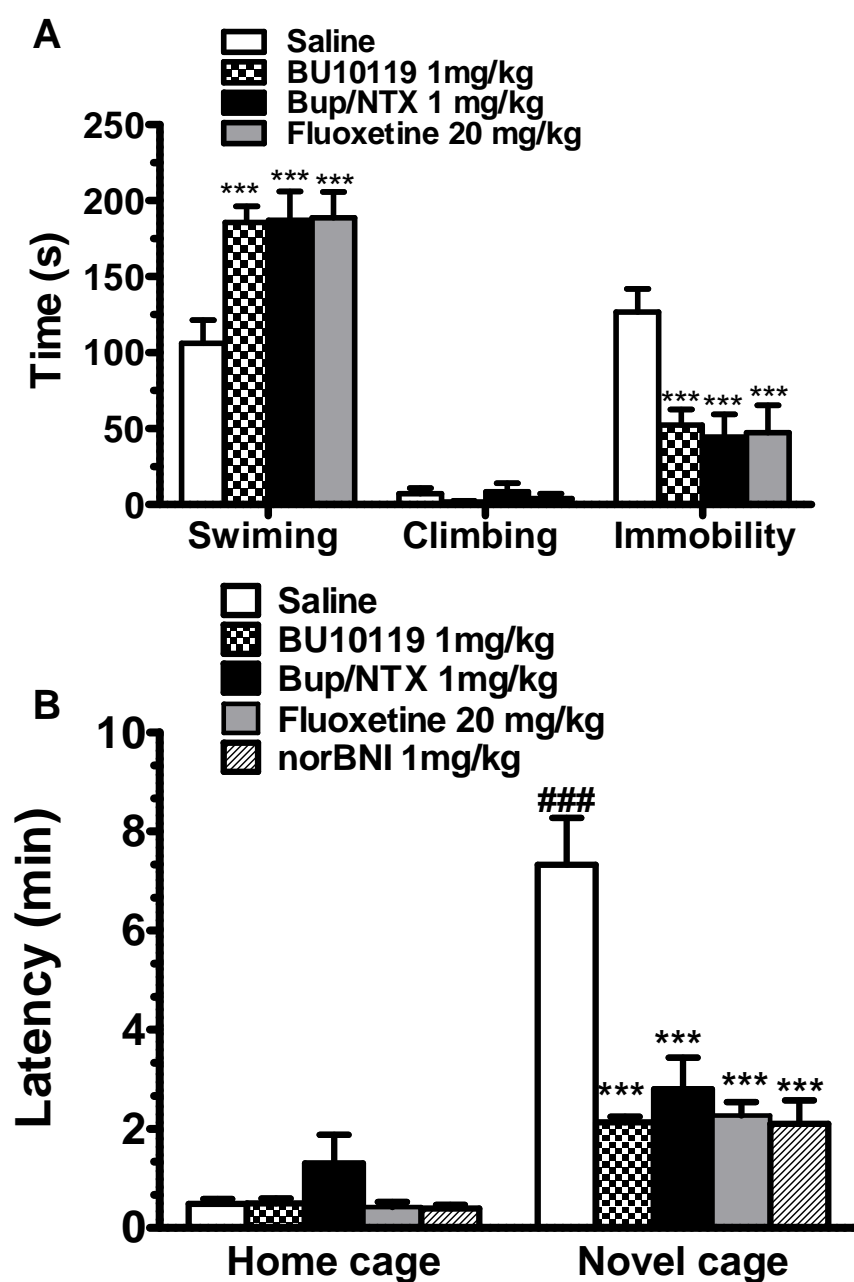 A
Saline
BU10119 1mg/kg
Bup/NTX 1 mg/kg
Fluoxetine 20 mg/kg
250
200
150
100
50
0
Time (s)
*** *** ***
*** *** ***
Swiming Climbing Immobility
B
Saline
BU10119 1mg/kg
Bup/NTX 1mg/kg
Fluoxetine 20 mg/kg
norBNI 1mg/kg
10
8
6
4
2
0
Latency (min)
###
*** *** *** ***
Home cage Novel cage